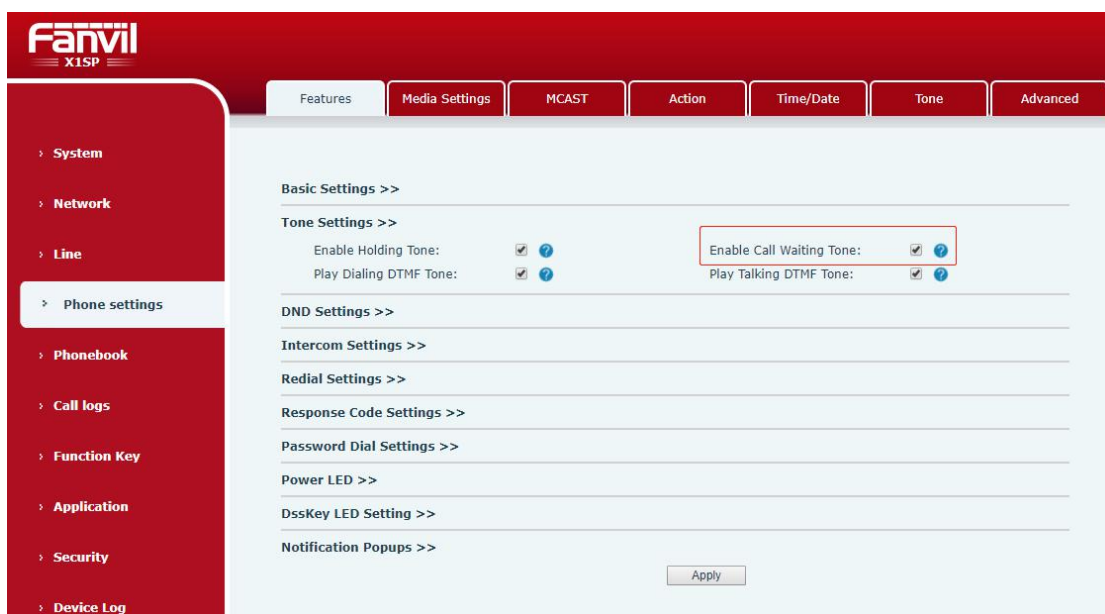 Fanvil
X1SP
Features Media Settings MCAST Action Time/Date Tone Advanced
› System
› Network
› Line
› Phone settings
› Phonebook
› Call logs
› Function Key
› Application
› Security
› Device Log
Basic Settings >>
Tone Settings >>
Enable Holding Tone: ? Enable Call Waiting Tone: ?
Play Dialing DTMF Tone: ? Play Talking DTMF Tone: ?
DND Settings >>
Intercom Settings >>
Redial Settings >>
Response Code Settings >>
Password Dial Settings >>
Power LED >>
DssKey LED Setting >>
Notification Popups >>
Apply